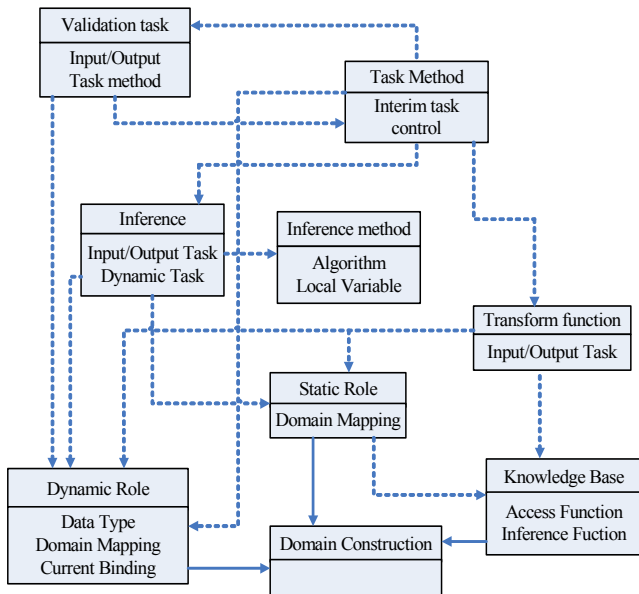 Validation task
Input/Output
Task method
Task Method
Interim task
control
Inference
Input/Output Task
Dynamic Task
Inference method
Algorithm
Local Variable
Transform function
Input/Output Task
Static Role
Domain Mapping
Dynamic Role
Data Type
Domain Mapping
Current Binding
Knowledge Base
Access Function
Inference Fuction
Domain Construction